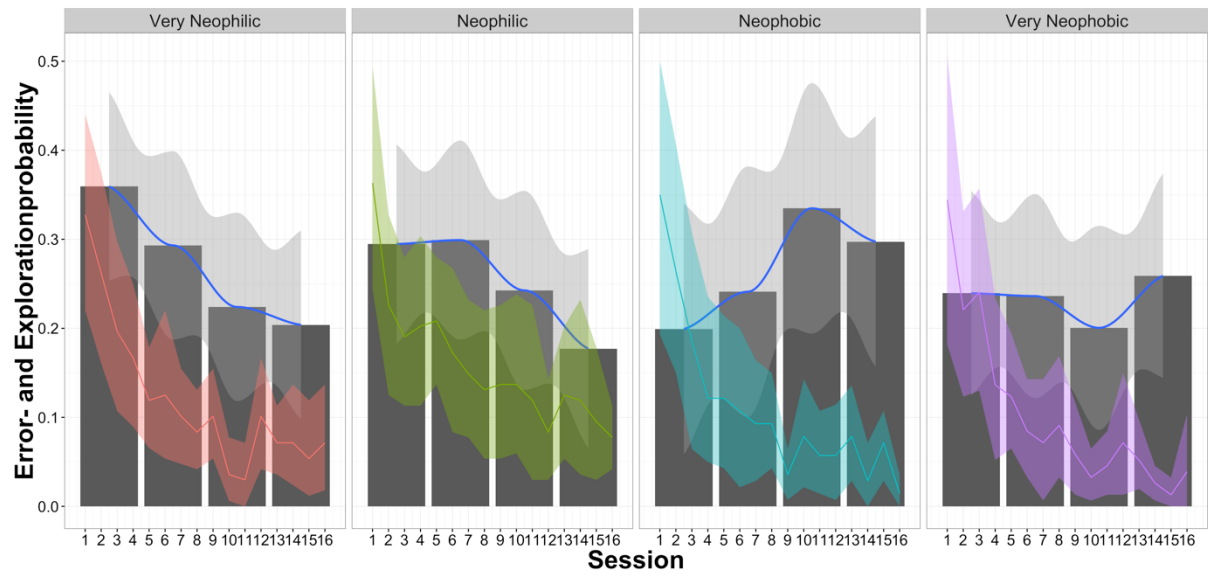 Very Neophilic
Neophilic
Neophobic
Very Neophobic
Error- and Explorationprobability
0.5
0.4
0.3
0.2
0.1
0.0
1 2 3 4 5 6 7 8 9 10 11 12 13 14 15 16
1 2 3 4 5 6 7 8 9 10 11 12 13 14 15 16
1 2 3 4 5 6 7 8 9 10 11 12 13 14 15 16
1 2 3 4 5 6 7 8 9 10 11 12 13 14 15 16
Session